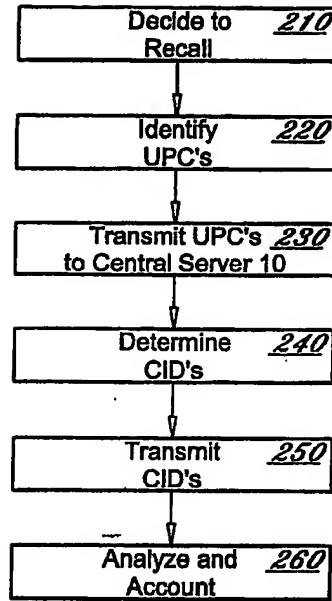 Decide to 210
Recall
Identify 220
UPC's
Transmit UPC's 230
to Central Server 10
Determine 240
CID's
Transmit 250
CID's
Analyze and 260
Account